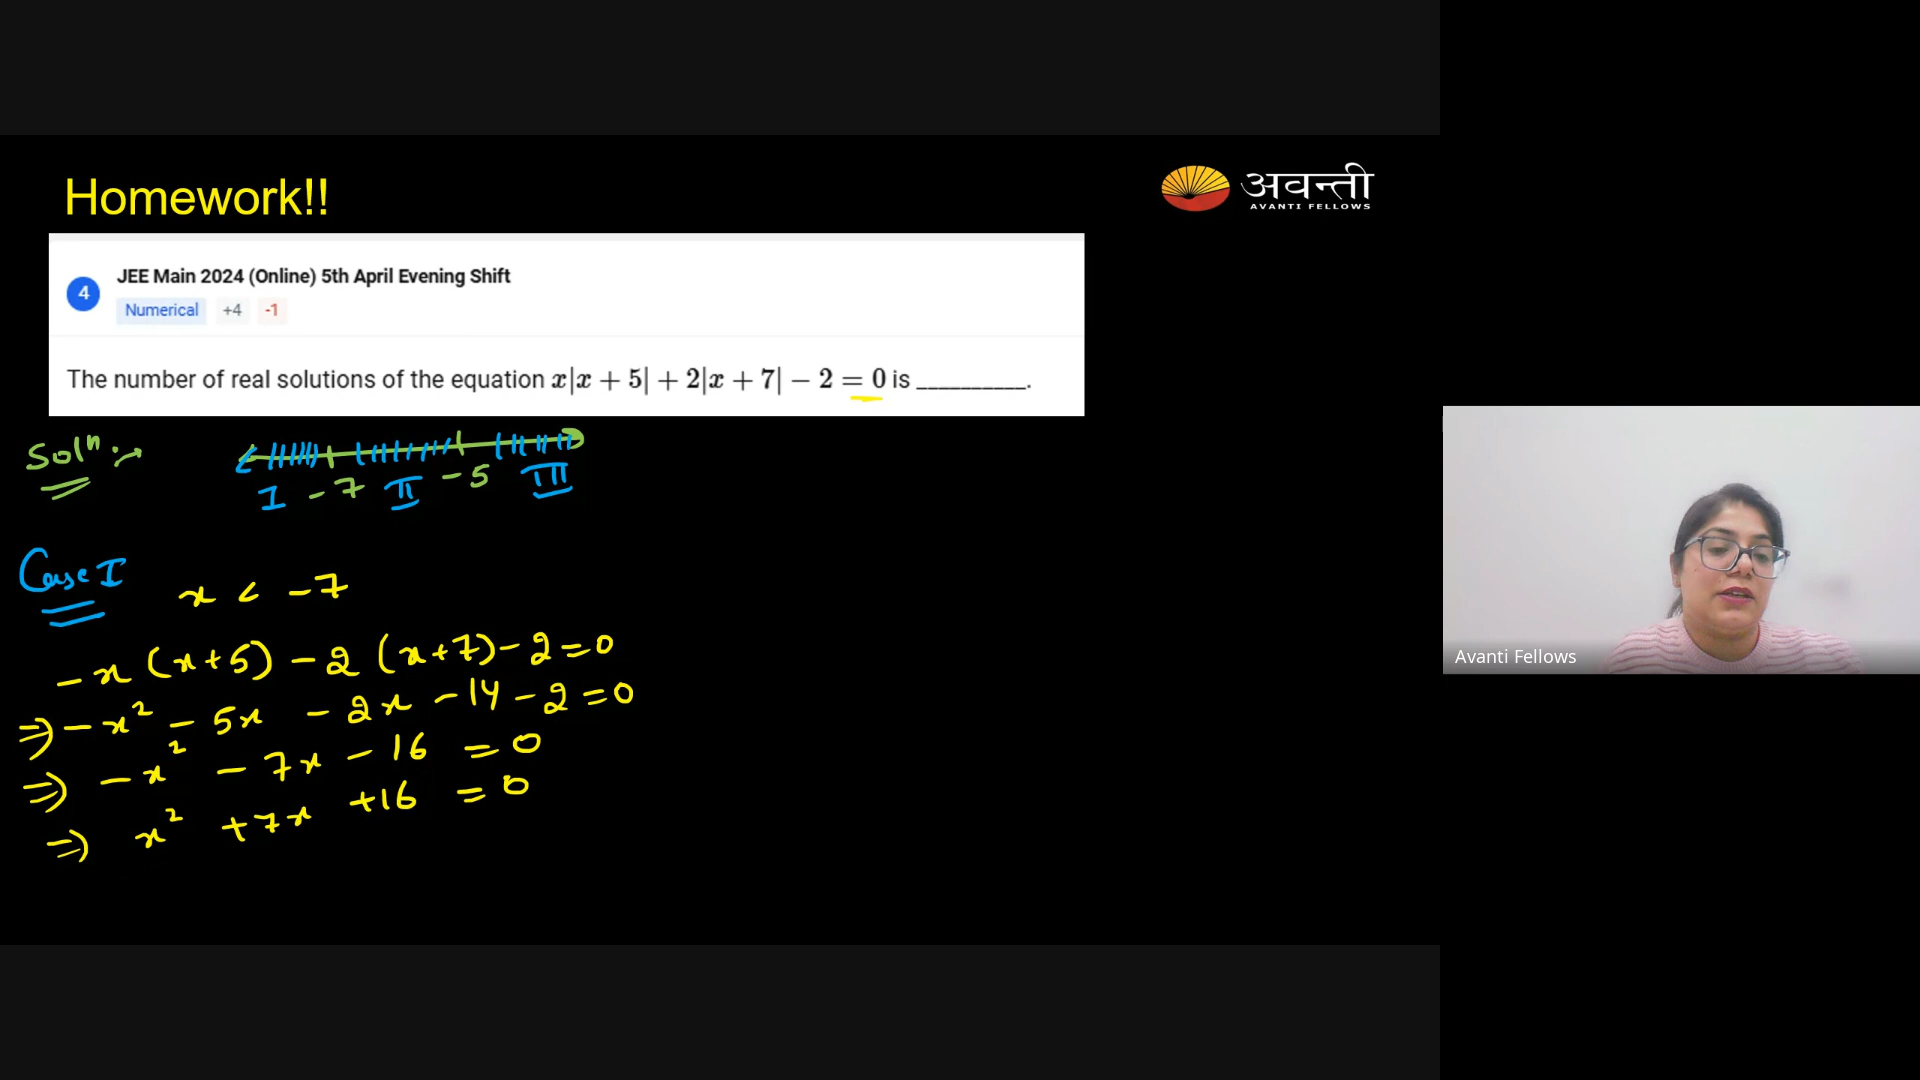 Homework!!
अवन्ती
AVANTI FELLOWS
4
JEE Main 2024 (Online) 5th April Evening Shift
Numerical +4 -1
The number of real solutions of the equation x|x + 5| + 2|x + 7| − 2 = 0 is __________.
Solⁿ :→
I -7 II -5 III
Case I
x < -7
-x (x+5) - 2 (x+7) - 2 = 0
⇒ -x² - 5x - 2x - 14 - 2 = 0
⇒ -x² - 7x - 16 = 0
⇒ x² + 7x + 16 = 0
Avanti Fellows